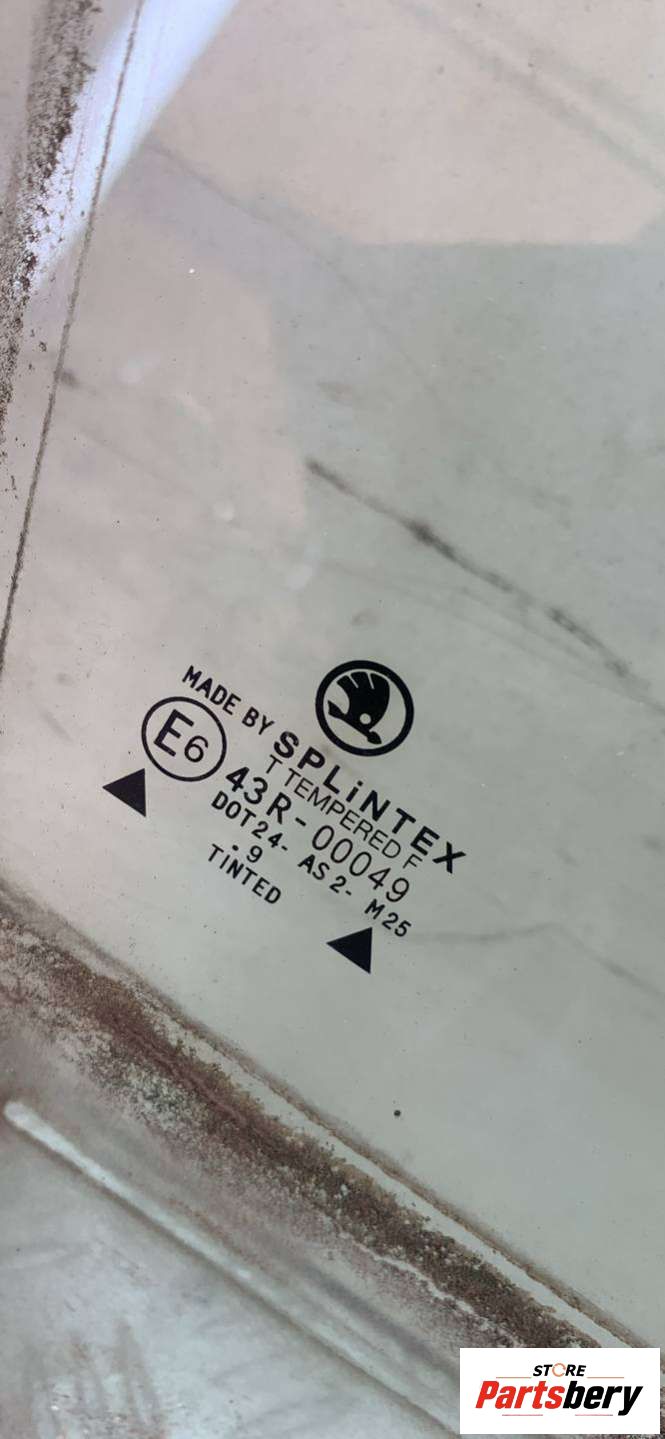 MADE BY SPLiNTEX
T TEMPERED F
E6 43R-00049
DOT24- AS2- M25
. 9
TINTED
STORE
Partsbery